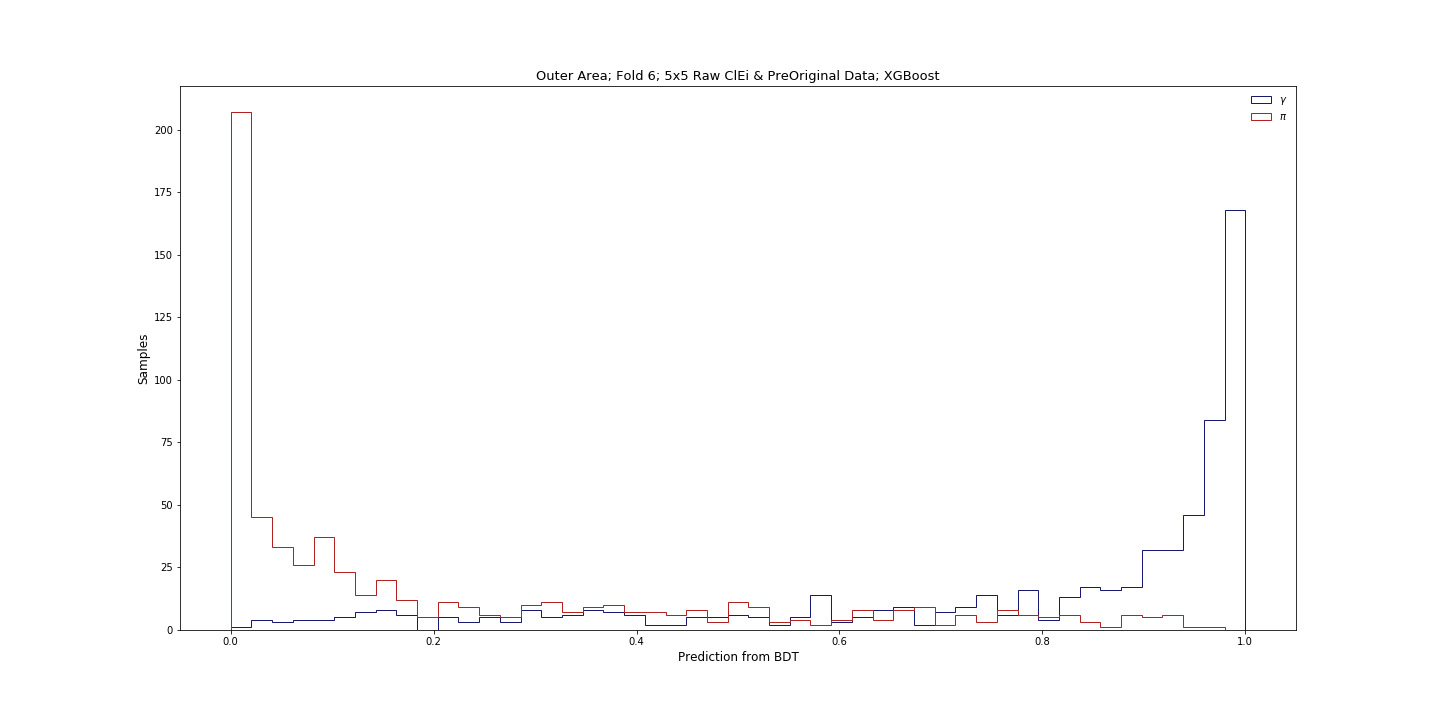 Outer Area; Fold 6; 5x5 Raw ClEi & PreOriginal Data; XGBoost
γ
π
200
175
150
125
100
75
50
25
0
Samples
0.0 0.2 0.4 0.6 0.8 1.0
Prediction from BDT